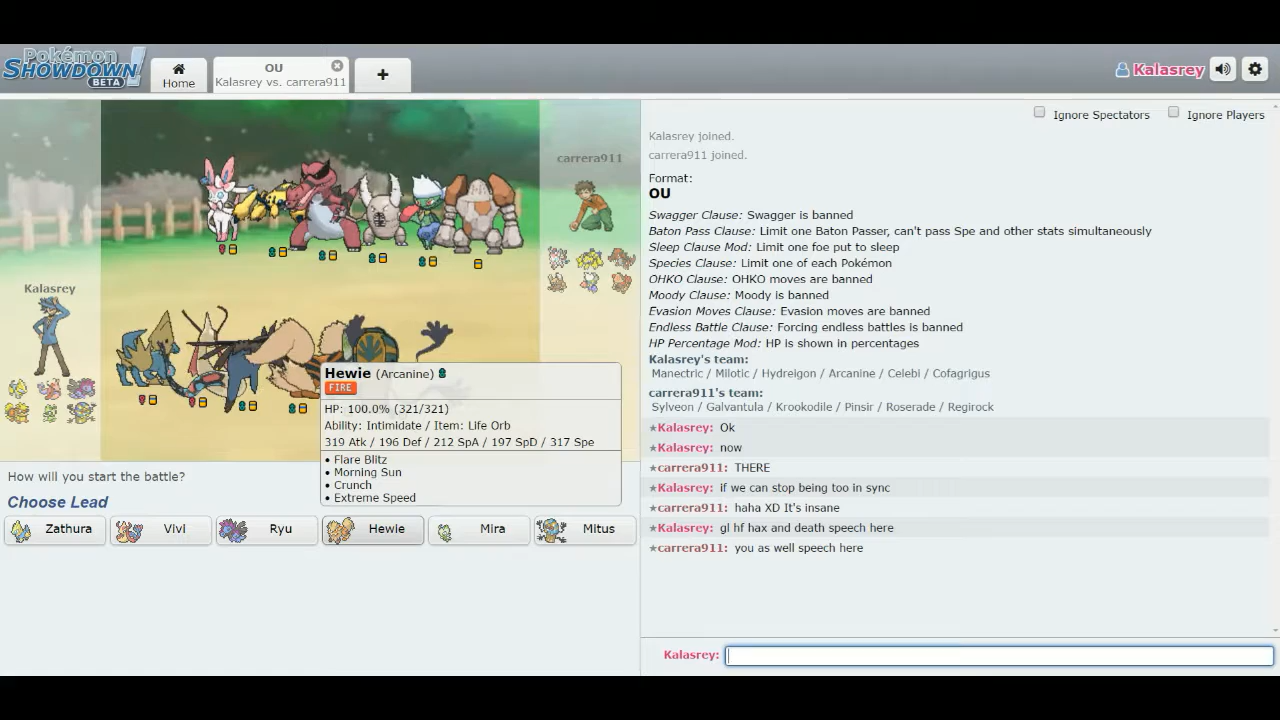 Pokémon
SHOWDOWN!
BETA
Home
OU
Kalasrey vs. carrera911
+
Kalasrey
carrera911
Kalasrey
Hewie (Arcanine)
FIRE
HP: 100.0% (321/321)
Ability: Intimidate / Item: Life Orb
319 Atk / 196 Def / 212 SpA / 197 SpD / 317 Spe
• Flare Blitz
• Morning Sun
• Crunch
• Extreme Speed
How will you start the battle?
Choose Lead
Zathura
Vivi
Ryu
Hewie
Mira
Mitus
Ignore Spectators
Ignore Players
Kalasrey joined.
carrera911 joined.
Format:
OU
Swagger Clause: Swagger is banned
Baton Pass Clause: Limit one Baton Passer, can't pass Spe and other stats simultaneously
Sleep Clause Mod: Limit one foe put to sleep
Species Clause: Limit one of each Pokémon
OHKO Clause: OHKO moves are banned
Moody Clause: Moody is banned
Evasion Moves Clause: Evasion moves are banned
Endless Battle Clause: Forcing endless battles is banned
HP Percentage Mod: HP is shown in percentages
Kalasrey's team:
Manectric / Milotic / Hydreigon / Arcanine / Celebi / Cofagrigus
carrera911's team:
Sylveon / Galvantula / Krookodile / Pinsir / Roserade / Regirock
★Kalasrey: Ok
★Kalasrey: now
★carrera911: THERE
★Kalasrey: if we can stop being too in sync
★carrera911: haha XD It's insane
★Kalasrey: gl hf hax and death speech here
★carrera911: you as well speech here
Kalasrey: